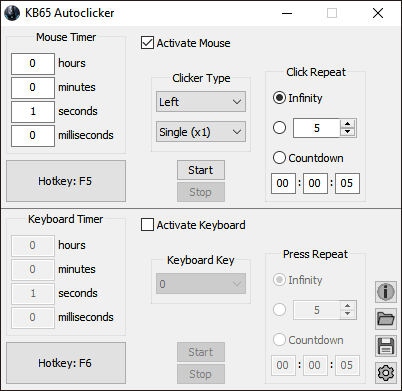 KB65 Autoclicker
Mouse Timer
0 hours
0 minutes
1 seconds
0 milliseconds
Hotkey: F5
Activate Mouse
Clicker Type
Left
Single (x1)
Start
Stop
Click Repeat
Infinity
5
Countdown
00 : 00 : 05
Keyboard Timer
0 hours
0 minutes
1 seconds
0 milliseconds
Hotkey: F6
Activate Keyboard
Keyboard Key
0
Start
Stop
Press Repeat
Infinity
5
Countdown
00 : 00 : 05